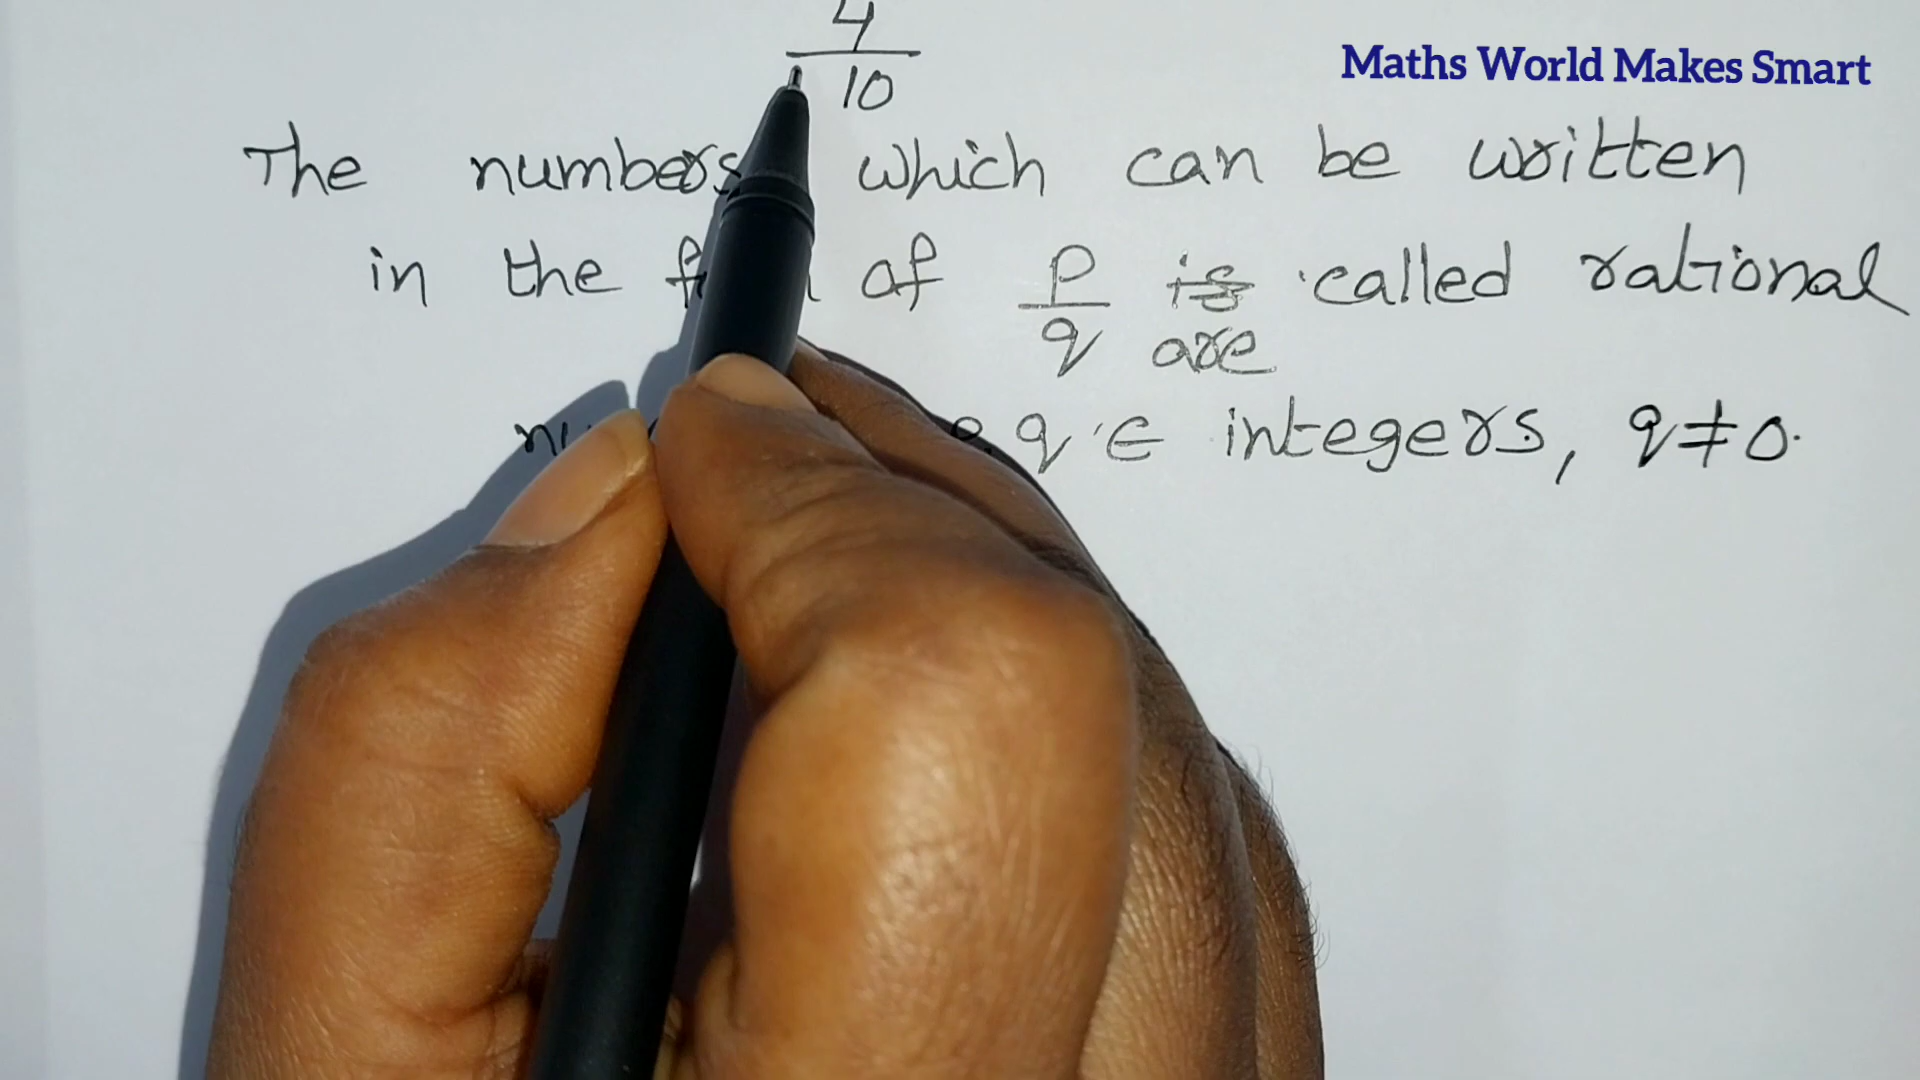 4
10
Maths World Makes Smart
The numbers which can be written
in the of p is called rational
q are
q ∈ integers, q≠0.